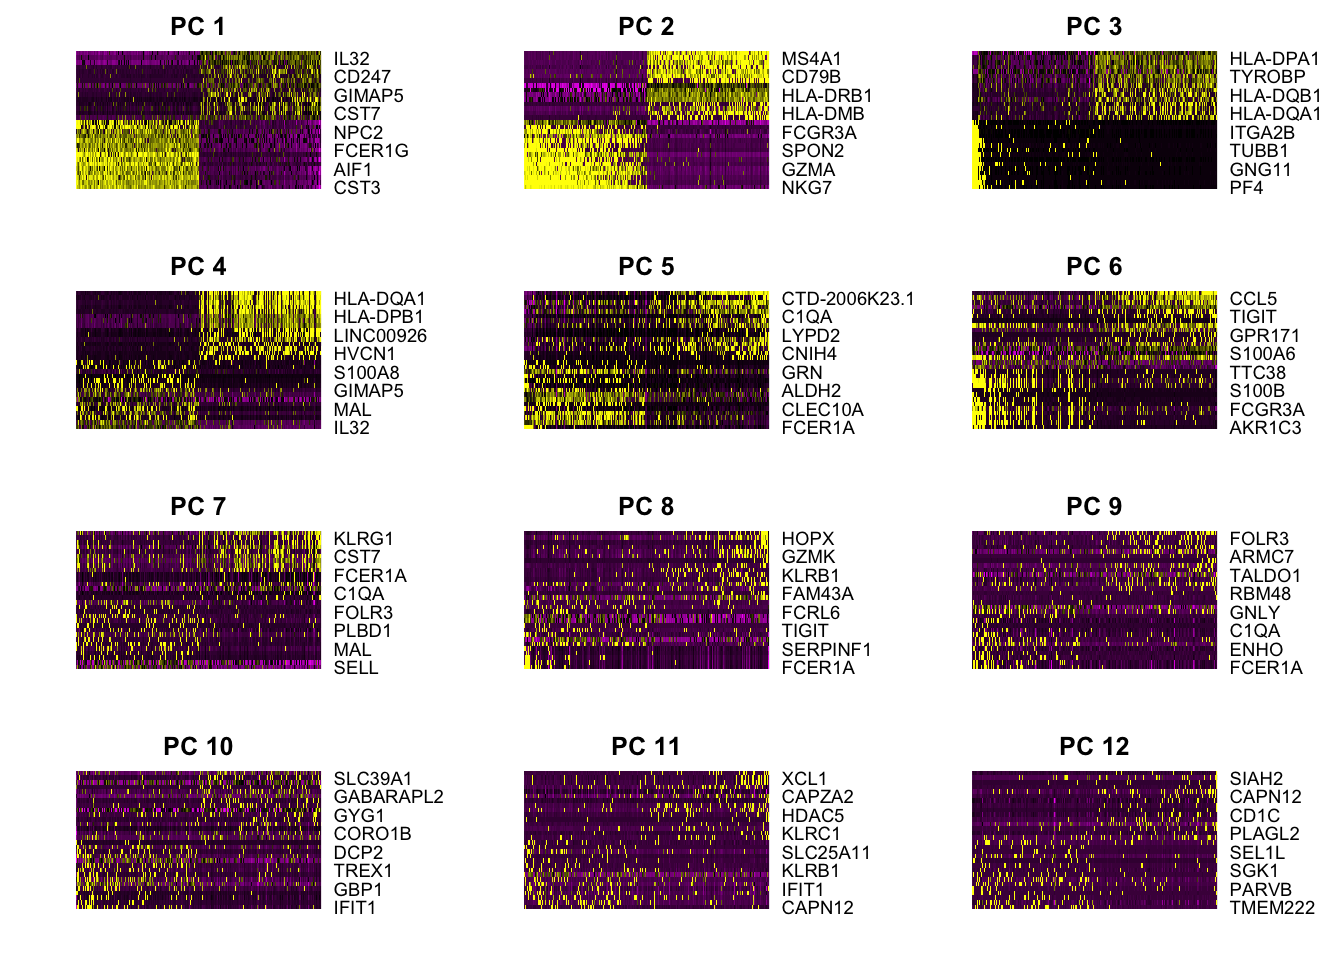 PC 1
IL32
CD247
GIMAP5
CST7
NPC2
FCER1G
AIF1
CST3
PC 2
MS4A1
CD79B
HLA-DRB1
HLA-DMB
FCGR3A
SPON2
GZMA
NKG7
PC 3
HLA-DPA1
TYROBP
HLA-DQB1
HLA-DQA1
ITGA2B
TUBB1
GNG11
PF4
PC 4
HLA-DQA1
HLA-DPB1
LINC00926
HVCN1
S100A8
GIMAP5
MAL
IL32
PC 5
CTD-2006K23.1
C1QA
LYPD2
CNIH4
GRN
ALDH2
CLEC10A
FCER1A
PC 6
CCL5
TIGIT
GPR171
S100A6
TTC38
S100B
FCGR3A
AKR1C3
PC 7
KLRG1
CST7
FCER1A
C1QA
FOLR3
PLBD1
MAL
SELL
PC 8
HOPX
GZMK
KLRB1
FAM43A
FCRL6
TIGIT
SERPINF1
FCER1A
PC 9
FOLR3
ARMC7
TALDO1
RBM48
GNLY
C1QA
ENHO
FCER1A
PC 10
SLC39A1
GABARAPL2
GYG1
CORO1B
DCP2
TREX1
GBP1
IFIT1
PC 11
XCL1
CAPZA2
HDAC5
KLRC1
SLC25A11
KLRB1
IFIT1
CAPN12
PC 12
SIAH2
CAPN12
CD1C
PLAGL2
SEL1L
SGK1
PARVB
TMEM222